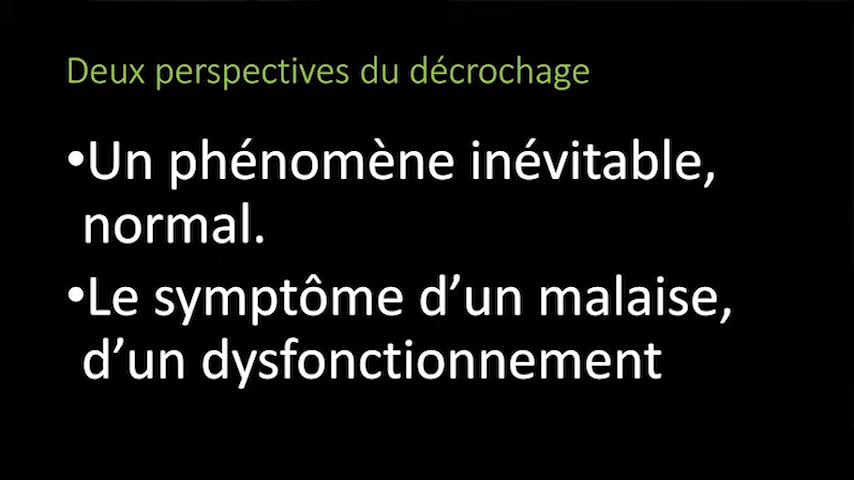 Deux perspectives du décrochage
•Un phénomène inévitable,
normal.
•Le symptôme d’un malaise,
d’un dysfonctionnement